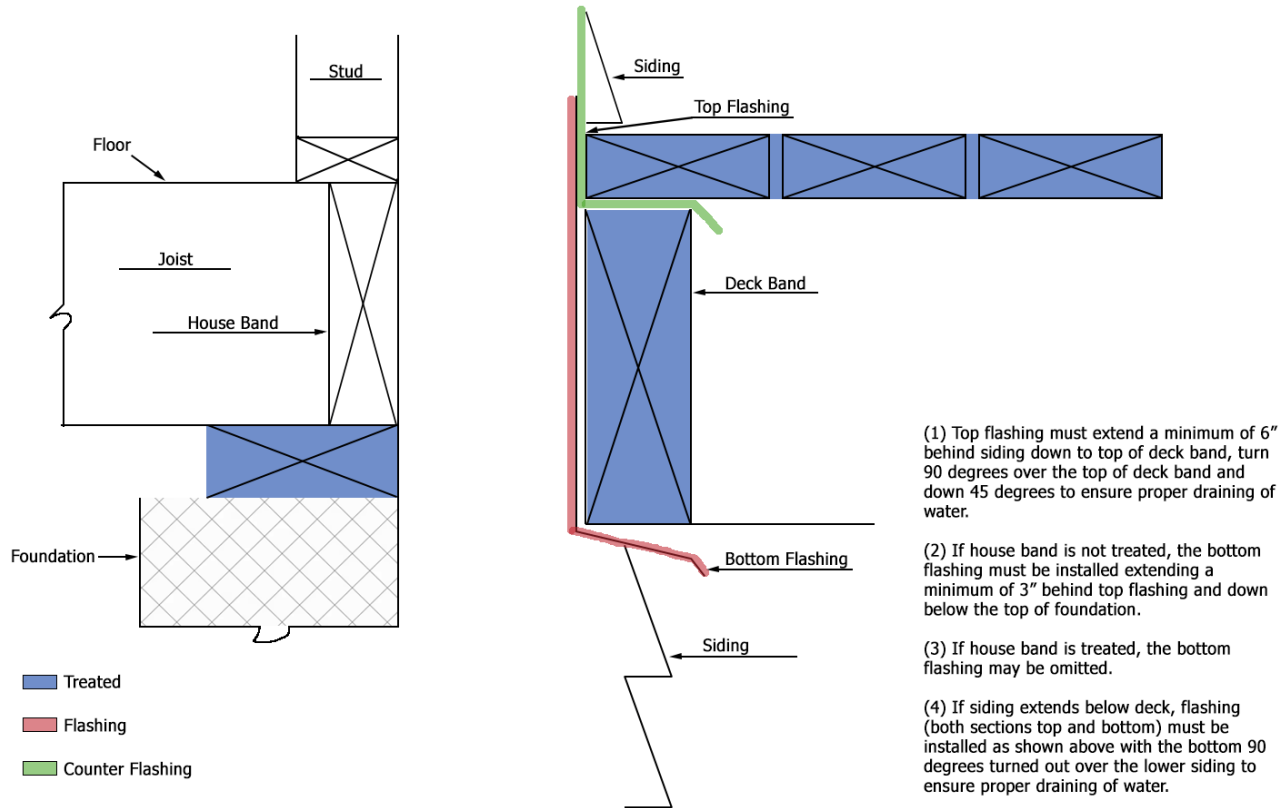 Stud
Floor
Joist
House Band
Foundation
Treated
Flashing
Counter Flashing
Siding
Top Flashing
Deck Band
Bottom Flashing
Siding
(1) Top flashing must extend a minimum of 6”
behind siding down to top of deck band, turn
90 degrees over the top of deck band and
down 45 degrees to ensure proper draining of
water.
(2) If house band is not treated, the bottom
flashing must be installed extending a
minimum of 3” behind top flashing and down
below the top of foundation.
(3) If house band is treated, the bottom
flashing may be omitted.
(4) If siding extends below deck, flashing
(both sections top and bottom) must be
installed as shown above with the bottom 90
degrees turned out over the lower siding to
ensure proper draining of water.